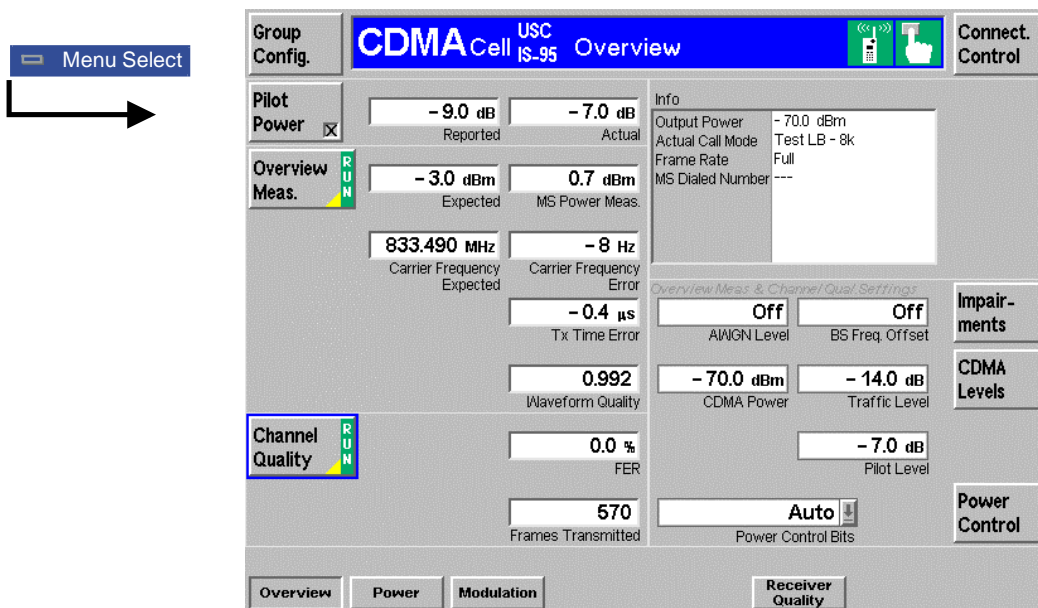 Menu Select
Group Config.
CDMA Cell USC IS-95 Overview
Connect. Control
Pilot Power
- 9.0 dB
Reported
- 7.0 dB
Actual
Overview Meas.
RUN
- 3.0 dBm
Expected
0.7 dBm
MS Power Meas.
833.490 MHz
Carrier Frequency
Expected
- 8 Hz
Carrier Frequency
Error
- 0.4 µs
Tx Time Error
0.992
Waveform Quality
Channel Quality
RUN
0.0 %
FER
570
Frames Transmitted
Info
Output Power - 70.0 dBm
Actual Call Mode Test LB - 8k
Frame Rate Full
MS Dialed Number ---
Overview Meas & Channel Qual. Settings
Off
AWGN Level
Off
BS Freq. Offset
- 70.0 dBm
CDMA Power
- 14.0 dB
Traffic Level
- 7.0 dB
Pilot Level
Auto
Power Control Bits
Impair-
ments
CDMA
Levels
Power
Control
Overview
Power
Modulation
Receiver
Quality